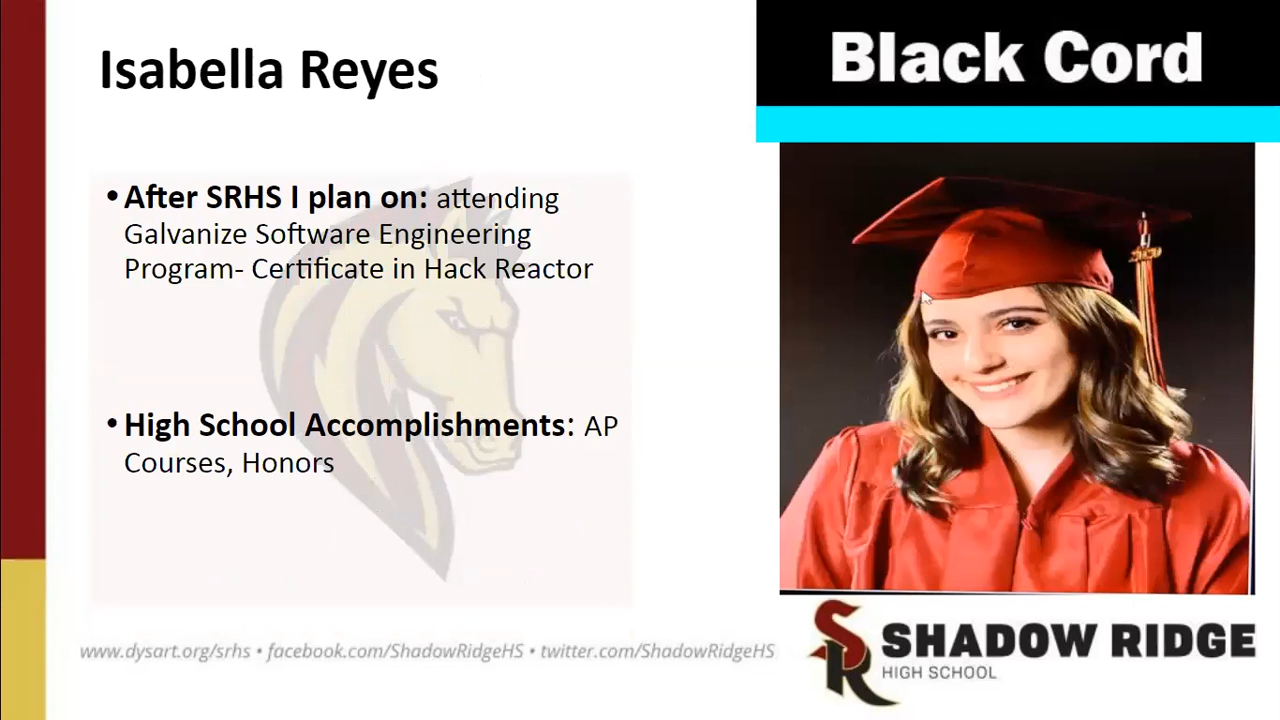 Isabella Reyes
Black Cord
•After SRHS I plan on: attending
Galvanize Software Engineering
Program- Certificate in Hack Reactor
•High School Accomplishments: AP
Courses, Honors
www.dysart.org/srhs • facebook.com/ShadowRidgeHS • twitter.com/ShadowRidgeHS
SR
SHADOW RIDGE
HIGH SCHOOL